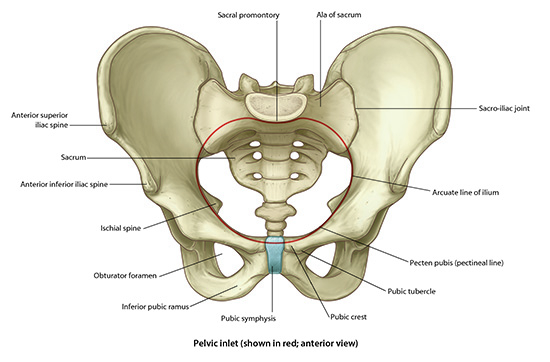 Sacral promontory
Ala of sacrum
Anterior superior
iliac spine
Sacro-iliac joint
Sacrum
Anterior inferior iliac spine
Arcuate line of ilium
Ischial spine
Pecten pubis (pectineal line)
Obturator foramen
Pubic tubercle
Inferior pubic ramus
Pubic symphysis
Pubic crest
Pelvic inlet (shown in red; anterior view)